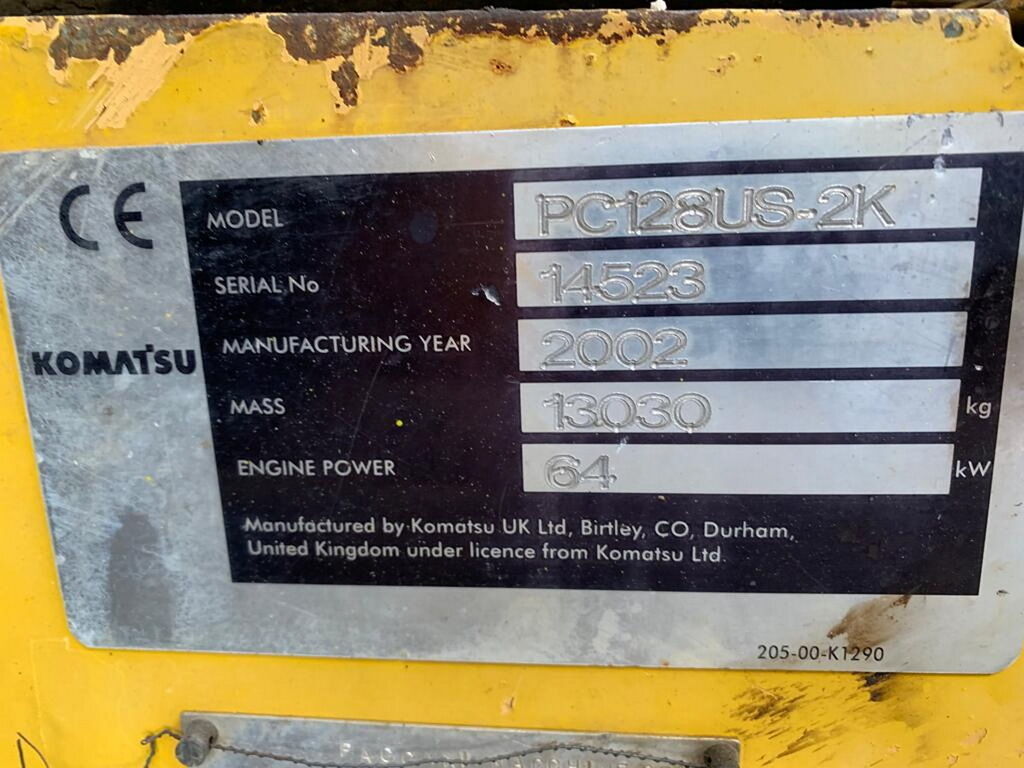 CE
MODEL PC128US-2K
SERIAL No 14523
KOMATSU
MANUFACTURING YEAR 2002
MASS 13030 kg
ENGINE POWER 64 kW
Manufactured by Komatsu UK Ltd, Birtley, CO, Durham,
United Kingdom under licence from Komatsu Ltd.
205-00-K1290